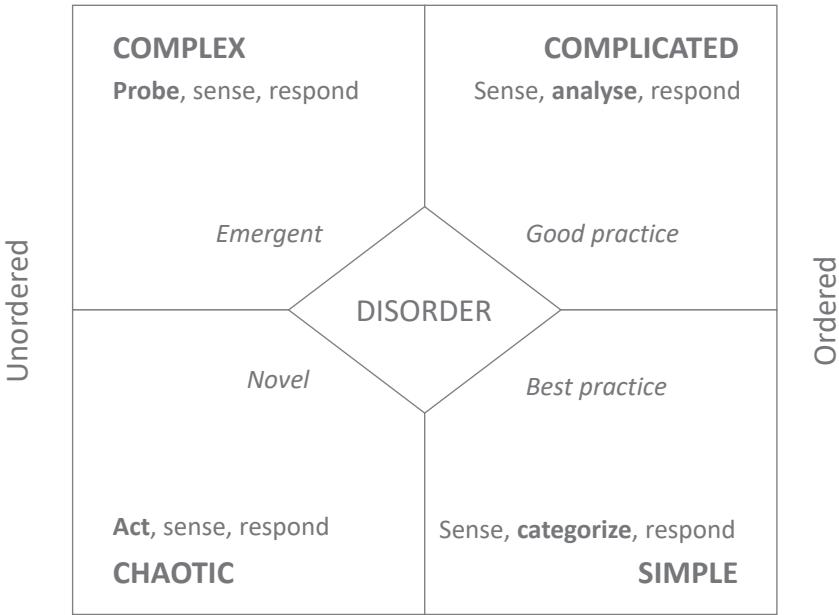 COMPLEX
Probe, sense, respond
COMPLICATED
Sense, analyse, respond
Emergent
Good practice
Unordered
DISORDER
Ordered
Novel
Best practice
Act, sense, respond
CHAOTIC
Sense, categorize, respond
SIMPLE